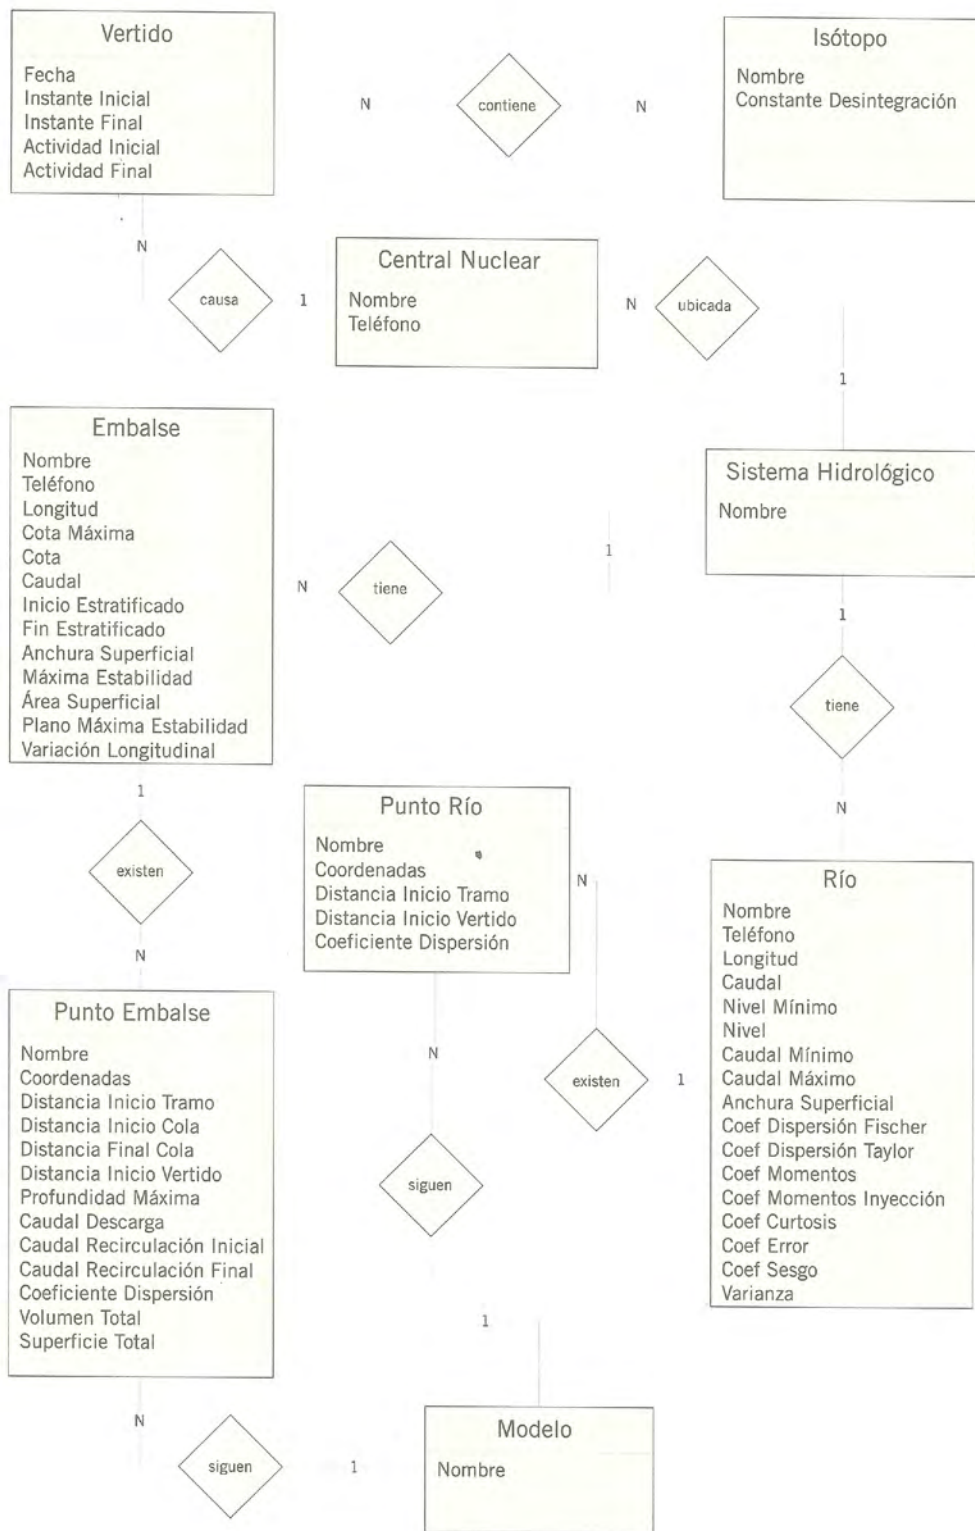 Vertido
Fecha
Instante Inicial
Instante Final
Actividad Inicial
Actividad Final
N
contiene
N
Isótopo
Nombre
Constante Desintegración
N
causa
1
Central Nuclear
Nombre
Teléfono
N
ubicada
1
Embalse
Nombre
Teléfono
Longitud
Cota Máxima
Cota
Caudal
Inicio Estratificado
Fin Estratificado
Anchura Superficial
Máxima Estabilidad
Área Superficial
Plano Máxima Estabilidad
Variación Longitudinal
N
tiene
1
Sistema Hidrológico
Nombre
1
tiene
N
1
existen
N
Punto Río
Nombre
Coordenadas
Distancia Inicio Tramo
Distancia Inicio Vertido
Coeficiente Dispersión
N
existen
1
Río
Nombre
Teléfono
Longitud
Caudal
Nivel Mínimo
Nivel
Caudal Mínimo
Caudal Máximo
Anchura Superficial
Coef Dispersión Fischer
Coef Dispersión Taylor
Coef Momentos
Coef Momentos Inyección
Coef Curtosis
Coef Error
Coef Sesgo
Varianza
Punto Embalse
Nombre
Coordenadas
Distancia Inicio Tramo
Distancia Inicio Cola
Distancia Final Cola
Distancia Inicio Vertido
Profundidad Máxima
Caudal Descarga
Caudal Recirculación Inicial
Caudal Recirculación Final
Coeficiente Dispersión
Volumen Total
Superficie Total
N
siguen
1
N
siguen
1
Modelo
Nombre